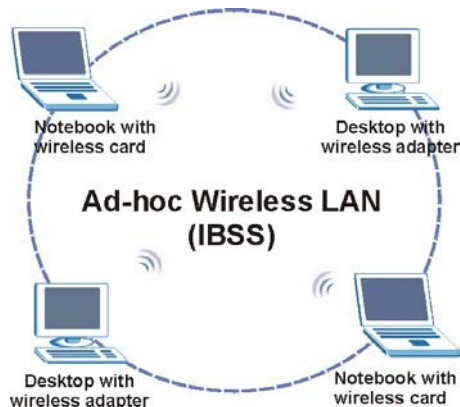 Notebook with
wireless card
Desktop with
wireless adapter
Ad-hoc Wireless LAN
(IBSS)
Desktop with
wireless adapter
Notebook with
wireless card